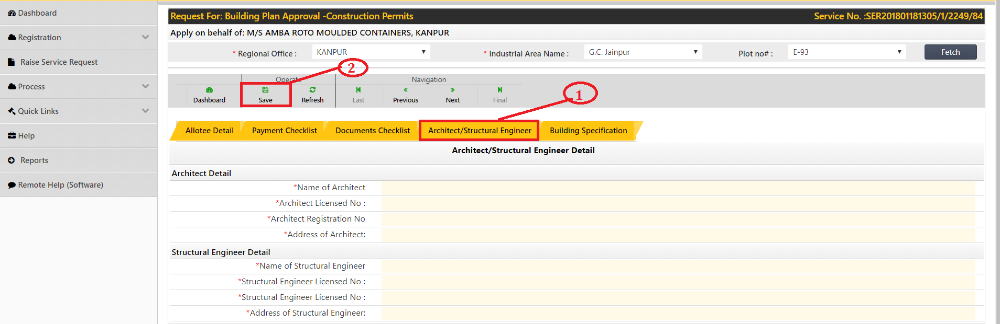 Dashboard
Registration
Raise Service Request
Process
Quick Links
Help
Reports
Remote Help (Software)
Request For: Building Plan Approval -Construction Permits Service No. :SER201801181305/1/2249/84
Apply on behalf of: M/S AMBA ROTO MOULDED CONTAINERS, KANPUR
* Regional Office : KANPUR * Industrial Area Name : G.C. Jainpur Plot no# : E-93 Fetch
2
Operate Navigation
Dashboard Save Refresh Last Previous Next Final
1
Allotee Detail Payment Checklist Documents Checklist Architect/Structural Engineer Building Specification
Architect/Structural Engineer Detail
Architect Detail
*Name of Architect
*Architect Licensed No :
*Architect Registration No
*Address of Architect:
Structural Engineer Detail
*Name of Structural Engineer
*Structural Engineer Licensed No :
*Structural Engineer Licensed No :
*Address of Structural Engineer: